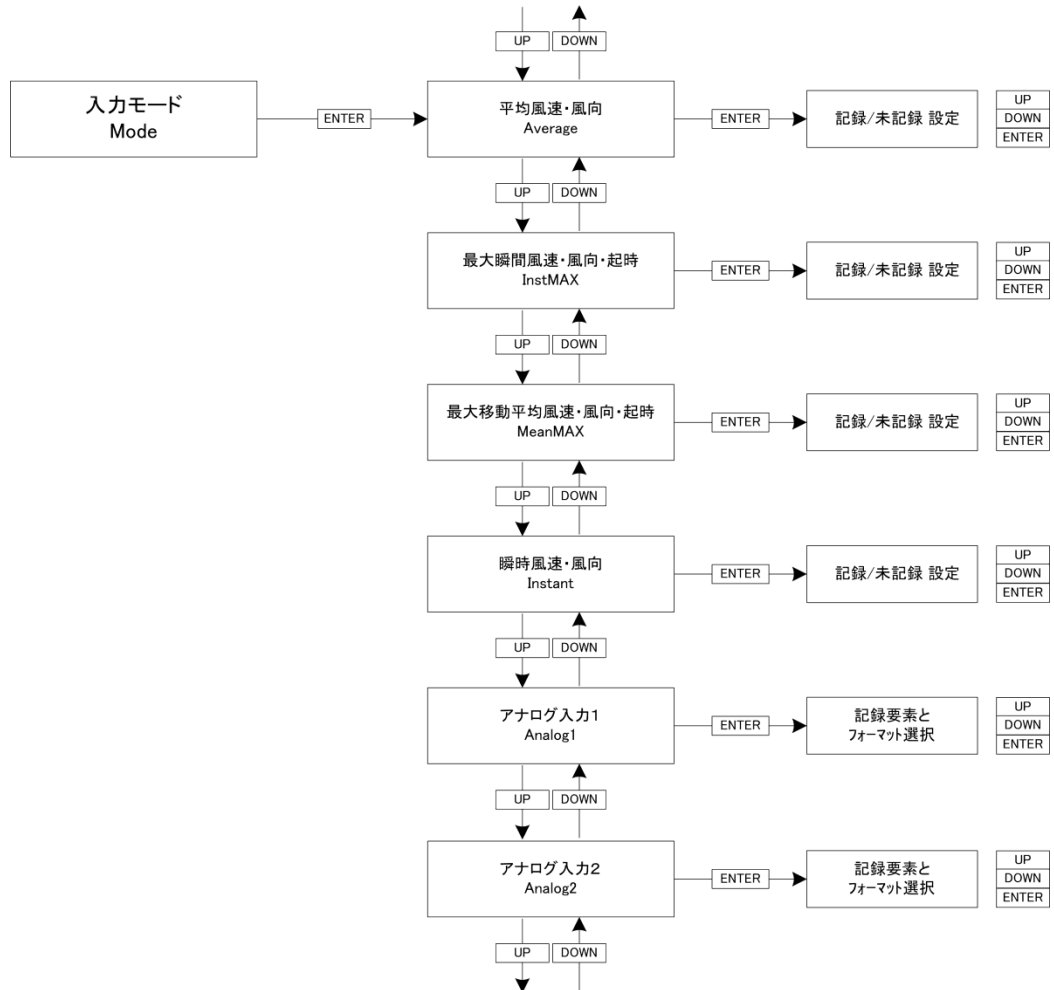 UP
DOWN
入力モード
Mode
ENTER
平均風速・風向
Average
ENTER
記録/未記録 設定
UP
DOWN
ENTER
UP
DOWN
最大瞬間風速・風向・起時
InstMAX
ENTER
記録/未記録 設定
UP
DOWN
ENTER
UP
DOWN
最大移動平均風速・風向・起時
MeanMAX
ENTER
記録/未記録 設定
UP
DOWN
ENTER
UP
DOWN
瞬時風速・風向
Instant
ENTER
記録/未記録 設定
UP
DOWN
ENTER
UP
DOWN
アナログ入力1
Analog1
ENTER
記録要素と
フォーマット選択
UP
DOWN
ENTER
UP
DOWN
アナログ入力2
Analog2
ENTER
記録要素と
フォーマット選択
UP
DOWN
ENTER
UP
DOWN